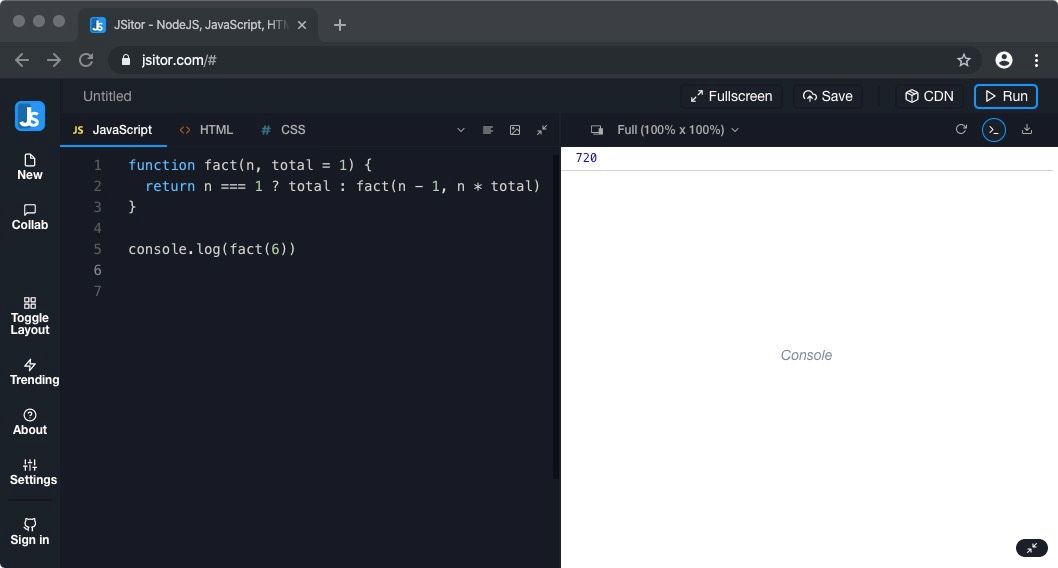 JSitor - NodeJS, JavaScript, HTM
jsitor.com/#
JS
Untitled
Fullscreen
Save
CDN
Run
JS JavaScript
<> HTML
# CSS
Full (100% x 100%)
New
Collab
Toggle
Layout
Trending
About
Settings
Sign in
1 function fact(n, total = 1) {
2 return n === 1 ? total : fact(n - 1, n * total)
3 }
4
5 console.log(fact(6))
6
7
720
Console